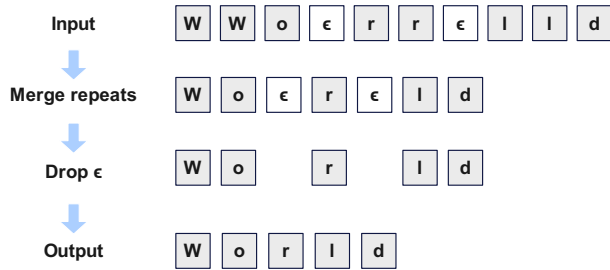 Input W W o ϵ r r ϵ l l d
Merge repeats W o ϵ r ϵ l d
Drop ϵ W o r l d
Output W o r l d